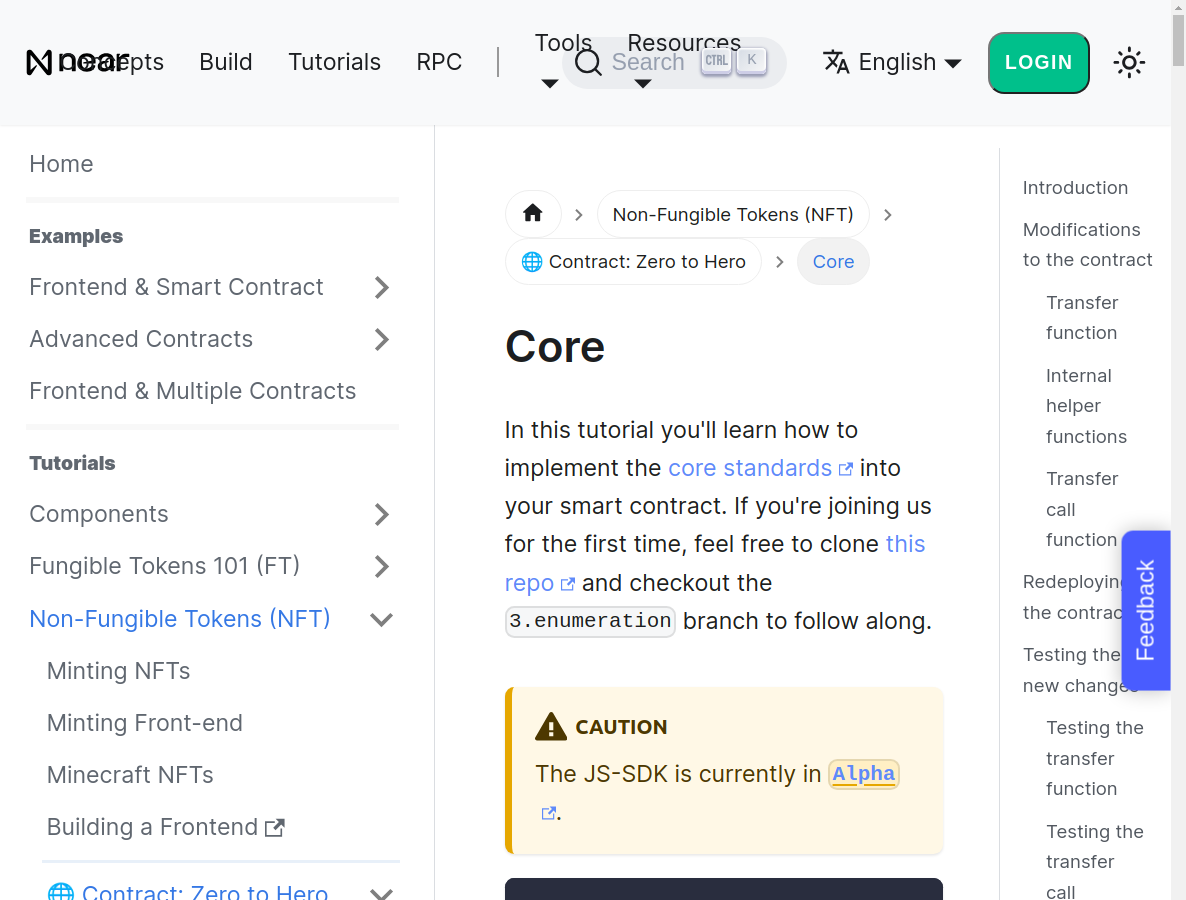 near
Concepts
Build
Tutorials
RPC
Tools
Resources
Search
CTRL
K
English
LOGIN
Home
Examples
Frontend & Smart Contract
Advanced Contracts
Frontend & Multiple Contracts
Tutorials
Components
Fungible Tokens 101 (FT)
Non-Fungible Tokens (NFT)
Minting NFTs
Minting Front-end
Minecraft NFTs
Building a Frontend
🌐 Contract: Zero to Hero
Non-Fungible Tokens (NFT)
🌐 Contract: Zero to Hero
Core
Core
In this tutorial you'll learn how to
implement the core standards into
your smart contract. If you're joining us
for the first time, feel free to clone this
repo and checkout the
3.enumeration branch to follow along.
CAUTION
The JS-SDK is currently in Alpha
.
Introduction
Modifications
to the contract
Transfer
function
Internal
helper
functions
Transfer
call
function
Redeploying
the contract
Testing the
new changes
Testing the
transfer
function
Testing the
transfer
call
Feedback